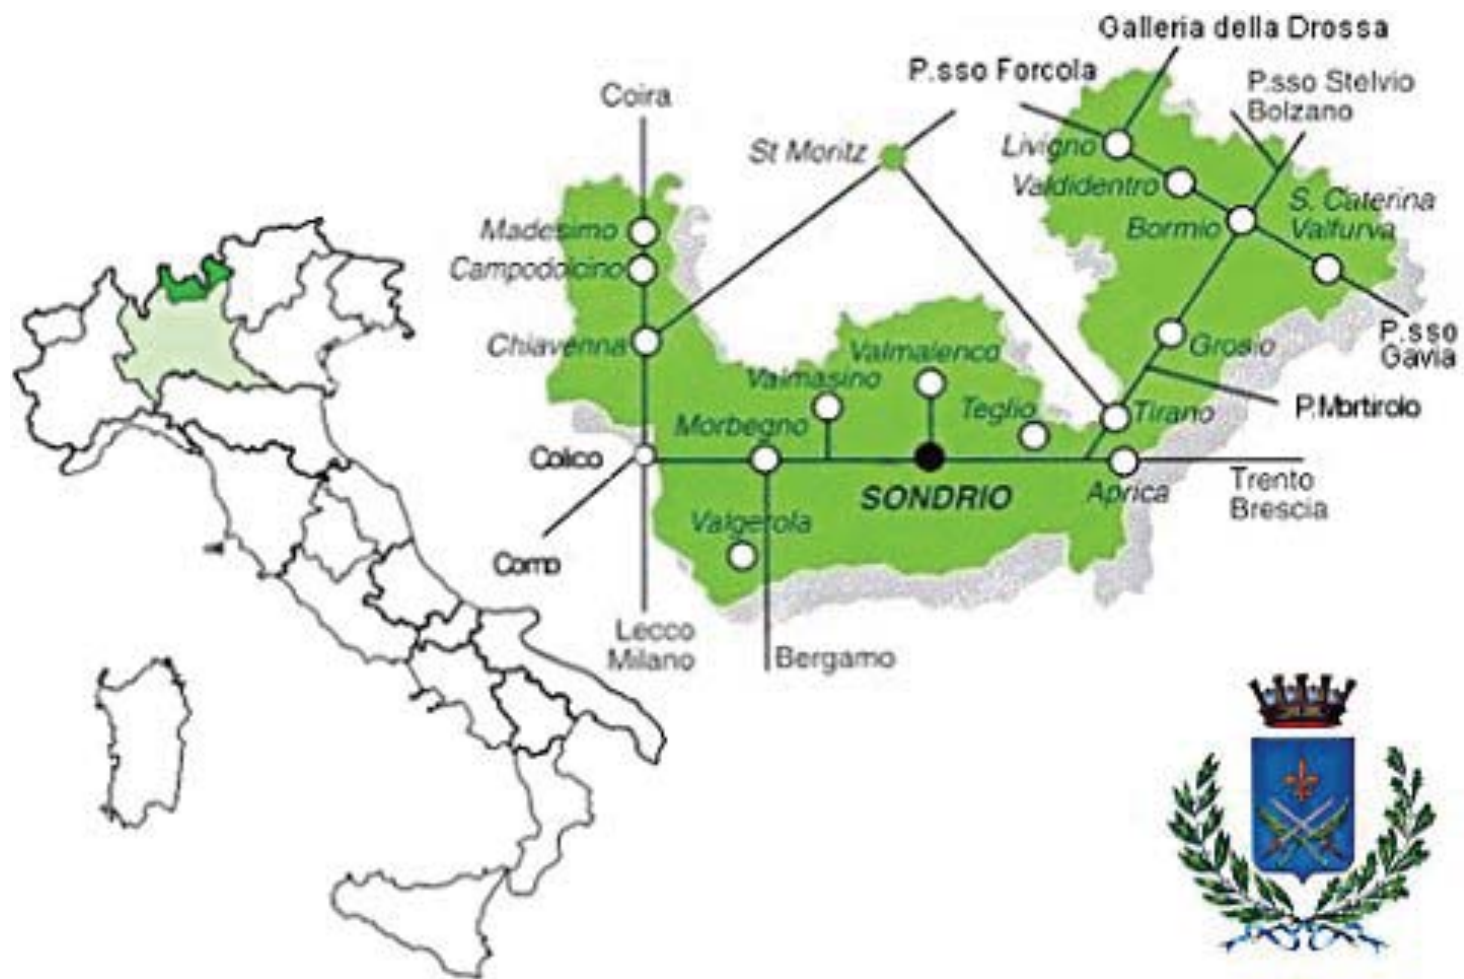 Galleria della Drossa
P.sso Forcola
P.sso Stelvio
Bolzano
Coira
St Moritz
Livigno
Valdidentro
S. Caterina
Valfurva
Bormio
Madesimo
Campodolcino
Chiavenna
Grosio
P.sso
Gavia
Valmalenco
Valmasino
Teglio
Tirano
P.Mortirolo
Morbegno
Colico
SONDRIO
Aprica
Trento
Brescia
Valgerola
Como
Lecco
Milano
Bergamo